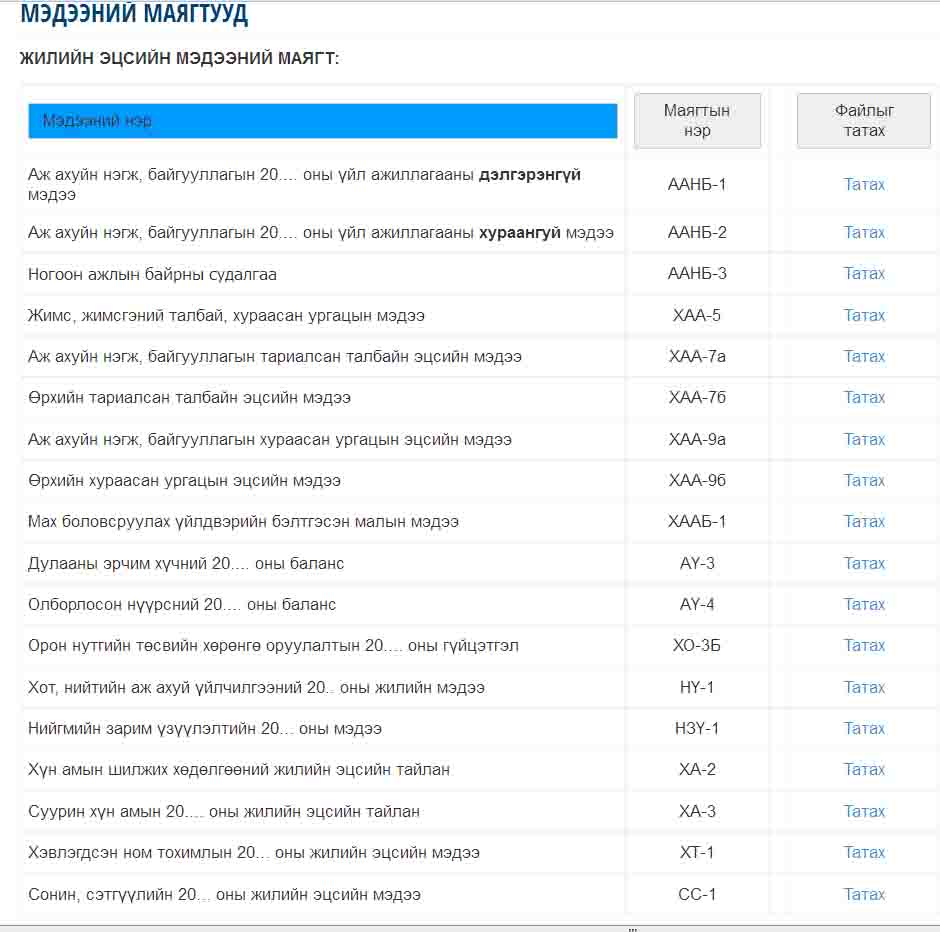 МЭДЭЭНИЙ МАЯГТУУД
ЖИЛИЙН ЭЦСИЙН МЭДЭЭНИЙ МАЯГТ:
Мэдээний нэр
Маягтын
нэр
Файлыг
татах
Аж ахуйн нэгж, байгууллагын 20.... оны үйл ажиллагааны дэлгэрэнгүй
мэдээ
ААНБ-1
Татах
Аж ахуйн нэгж, байгууллагын 20.... оны үйл ажиллагааны хураангуй мэдээ
ААНБ-2
Татах
Ногоон ажлын байрны судалгаа
ААНБ-3
Татах
Жимс, жимсгэний талбай, хураасан ургацын мэдээ
ХАА-5
Татах
Аж ахуйн нэгж, байгууллагын тариалсан талбайн эцсийн мэдээ
ХАА-7а
Татах
Өрхийн тариалсан талбайн эцсийн мэдээ
ХАА-7б
Татах
Аж ахуйн нэгж, байгууллагын хураасан ургацын эцсийн мэдээ
ХАА-9а
Татах
Өрхийн хураасан ургацын эцсийн мэдээ
ХАА-9б
Татах
Мах боловсруулах үйлдвэрийн бэлтгэсэн малын мэдээ
ХААБ-1
Татах
Дулааны эрчим хүчний 20.... оны баланс
АҮ-3
Татах
Олборлосон нүүрсний 20.... оны баланс
АҮ-4
Татах
Орон нутгийн төсвийн хөрөнгө оруулалтын 20.... оны гүйцэтгэл
ХО-3Б
Татах
Хот, нийтийн аж ахуй үйлчилгээний 20.. оны жилийн мэдээ
НҮ-1
Татах
Нийгмийн зарим үзүүлэлтийн 20... оны мэдээ
НЗҮ-1
Татах
Хүн амын шилжих хөдөлгөөний жилийн эцсийн тайлан
ХА-2
Татах
Суурин хүн амын 20.... оны жилийн эцсийн тайлан
ХА-3
Татах
Хэвлэгдсэн ном тохимлын 20... оны жилийн эцсийн мэдээ
ХТ-1
Татах
Сонин, сэтгүүлийн 20... оны жилийн эцсийн мэдээ
СС-1
Татах